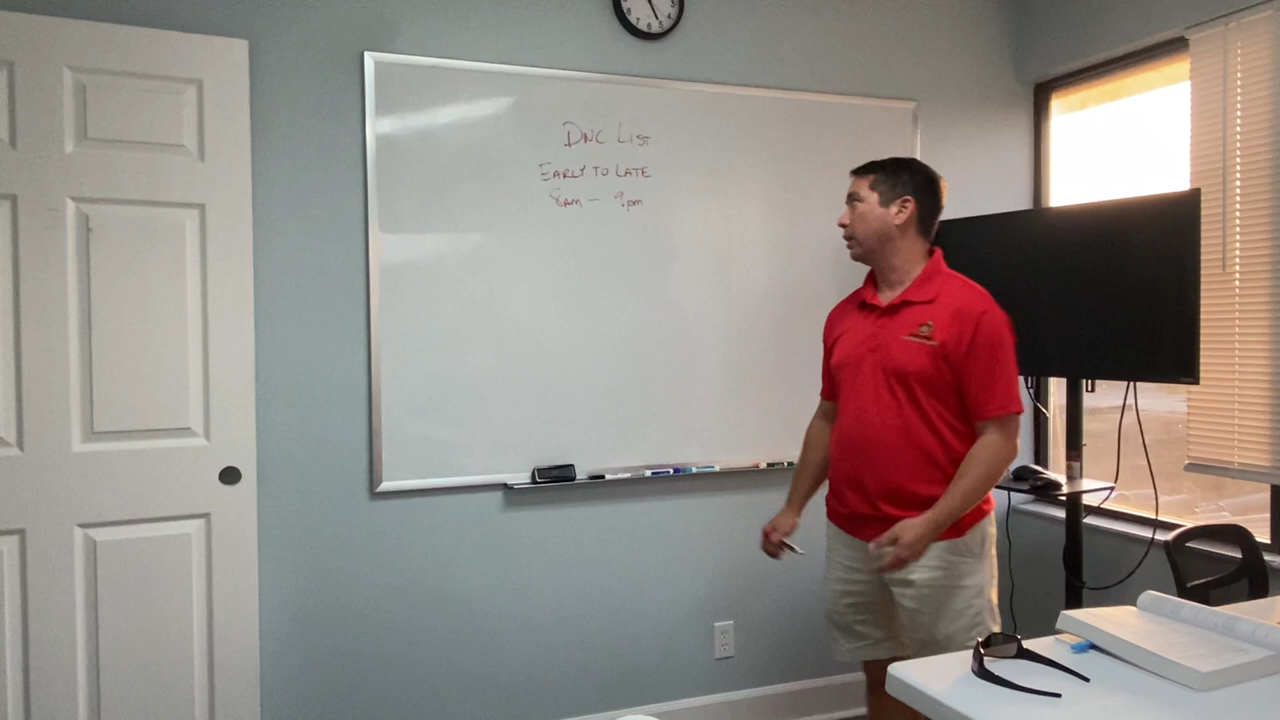 DNC LIST
EARLY TO LATE
8am — 9pm